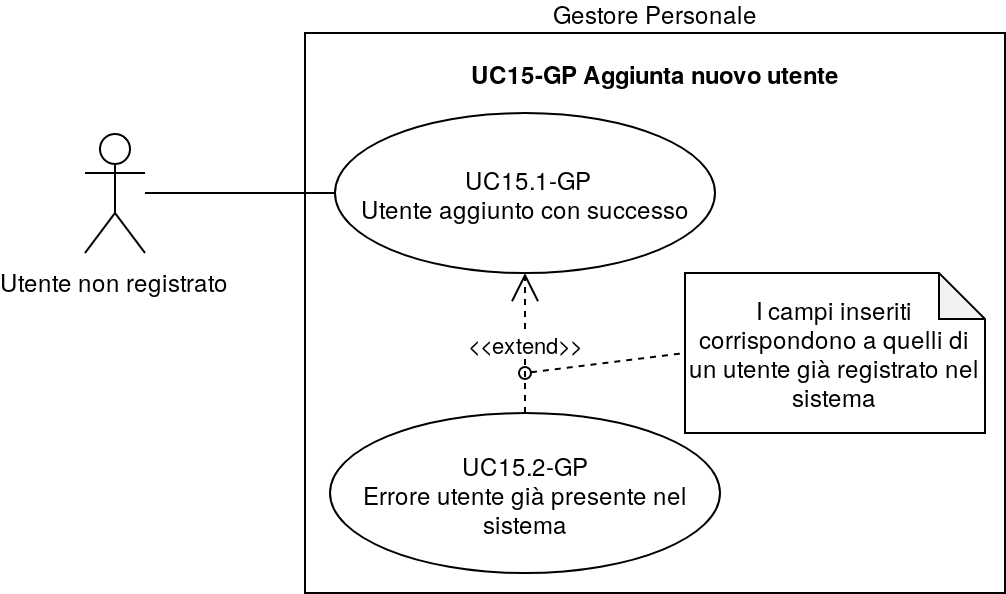 Gestore Personale
UC15-GP Aggiunta nuovo utente
UC15.1-GP
Utente aggiunto con successo
Utente non registrato
I campi inseriti
corrispondono a quelli di
un utente già registrato nel
sistema
<<extend>>
UC15.2-GP
Errore utente già presente nel
sistema